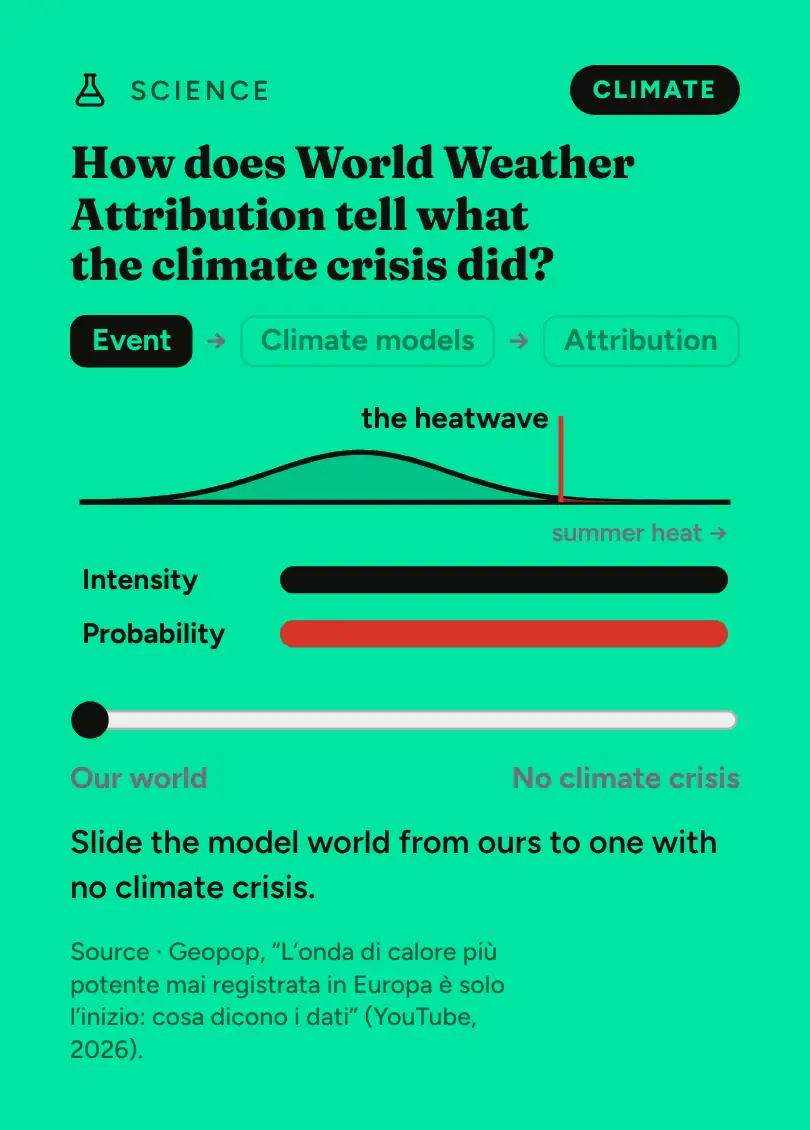 SCIENCE
CLIMATE
How does World Weather
Attribution tell what
the climate crisis did?
Event → Climate models → Attribution
the heatwave
summer heat →
Intensity
Probability
Our world
No climate crisis
Slide the model world from ours to one with
no climate crisis.
Source · Geopop, “L’onda di calore più
potente mai registrata in Europa è solo
l’inizio: cosa dicono i dati” (YouTube,
2026).